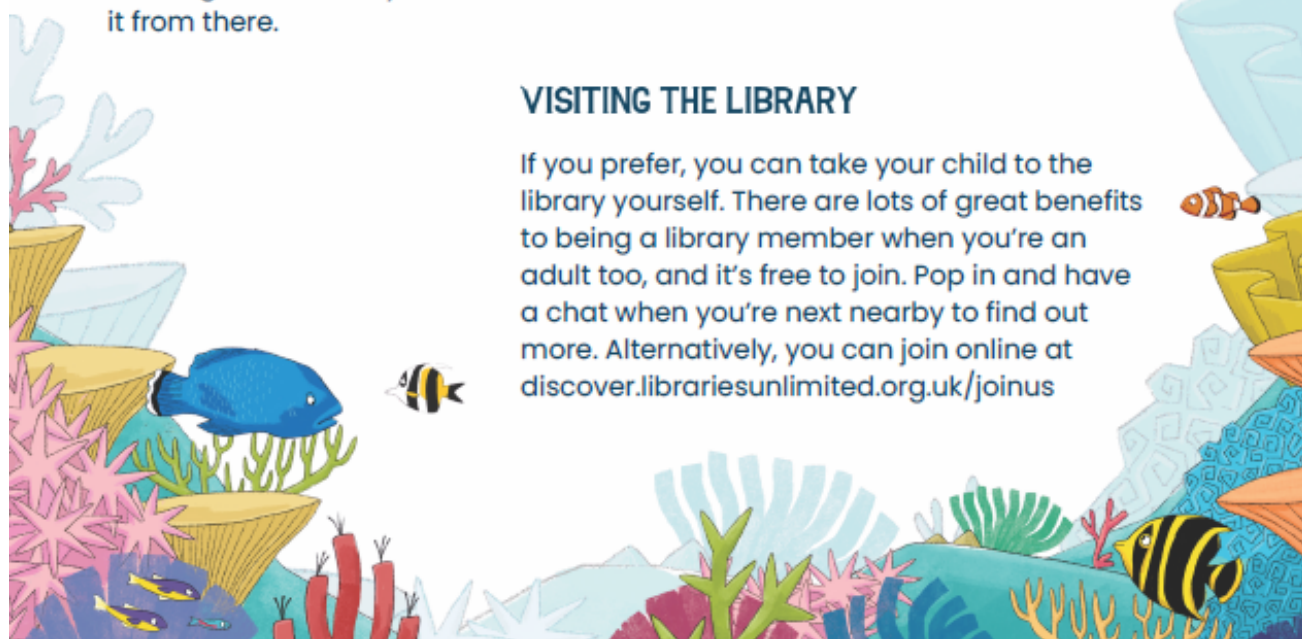 it from there.
VISITING THE LIBRARY
If you prefer, you can take your child to the
library yourself. There are lots of great benefits
to being a library member when you're an
adult too, and it's free to join. Pop in and have
a chat when you're next nearby to find out
more. Alternatively, you can join online at
discover.librariesunlimited.org.uk/joinus